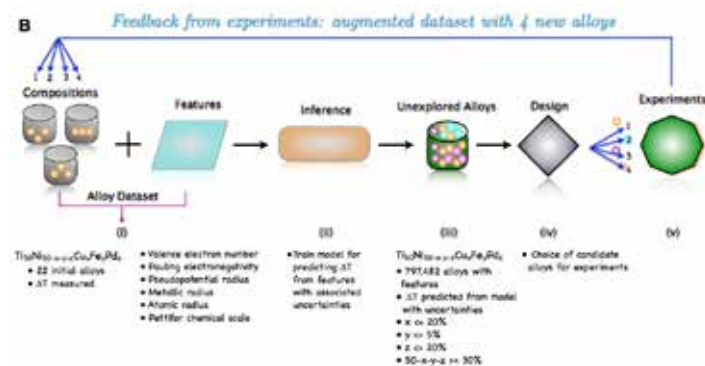 B
Feedback from experiments: augmented dataset with 4 new alloys
1 2 3 4
Compositions
Features
Inference
Unexplored Alloys
Design
Experiments
1
2
3
4
Alloy Dataset
(i)
(ii)
(iii)
(iv)
(v)
• 22 initial alloys
• ΔT measured
• Valence electron number
• Pauling electronegativity
• Pseudopotential radius
• Metallic radius
• Atomic radius
• Pettifor chemical scale
• Train model for
predicting ΔT
from features
with associated
uncertainties
• 797,482 alloys with
features
• ΔT predicted from model
with uncertainties
• x <= 20%
• y <= 5%
• z <= 20%
• 50-x-y-z >= 30%
• Choice of candidate
alloys for experiments